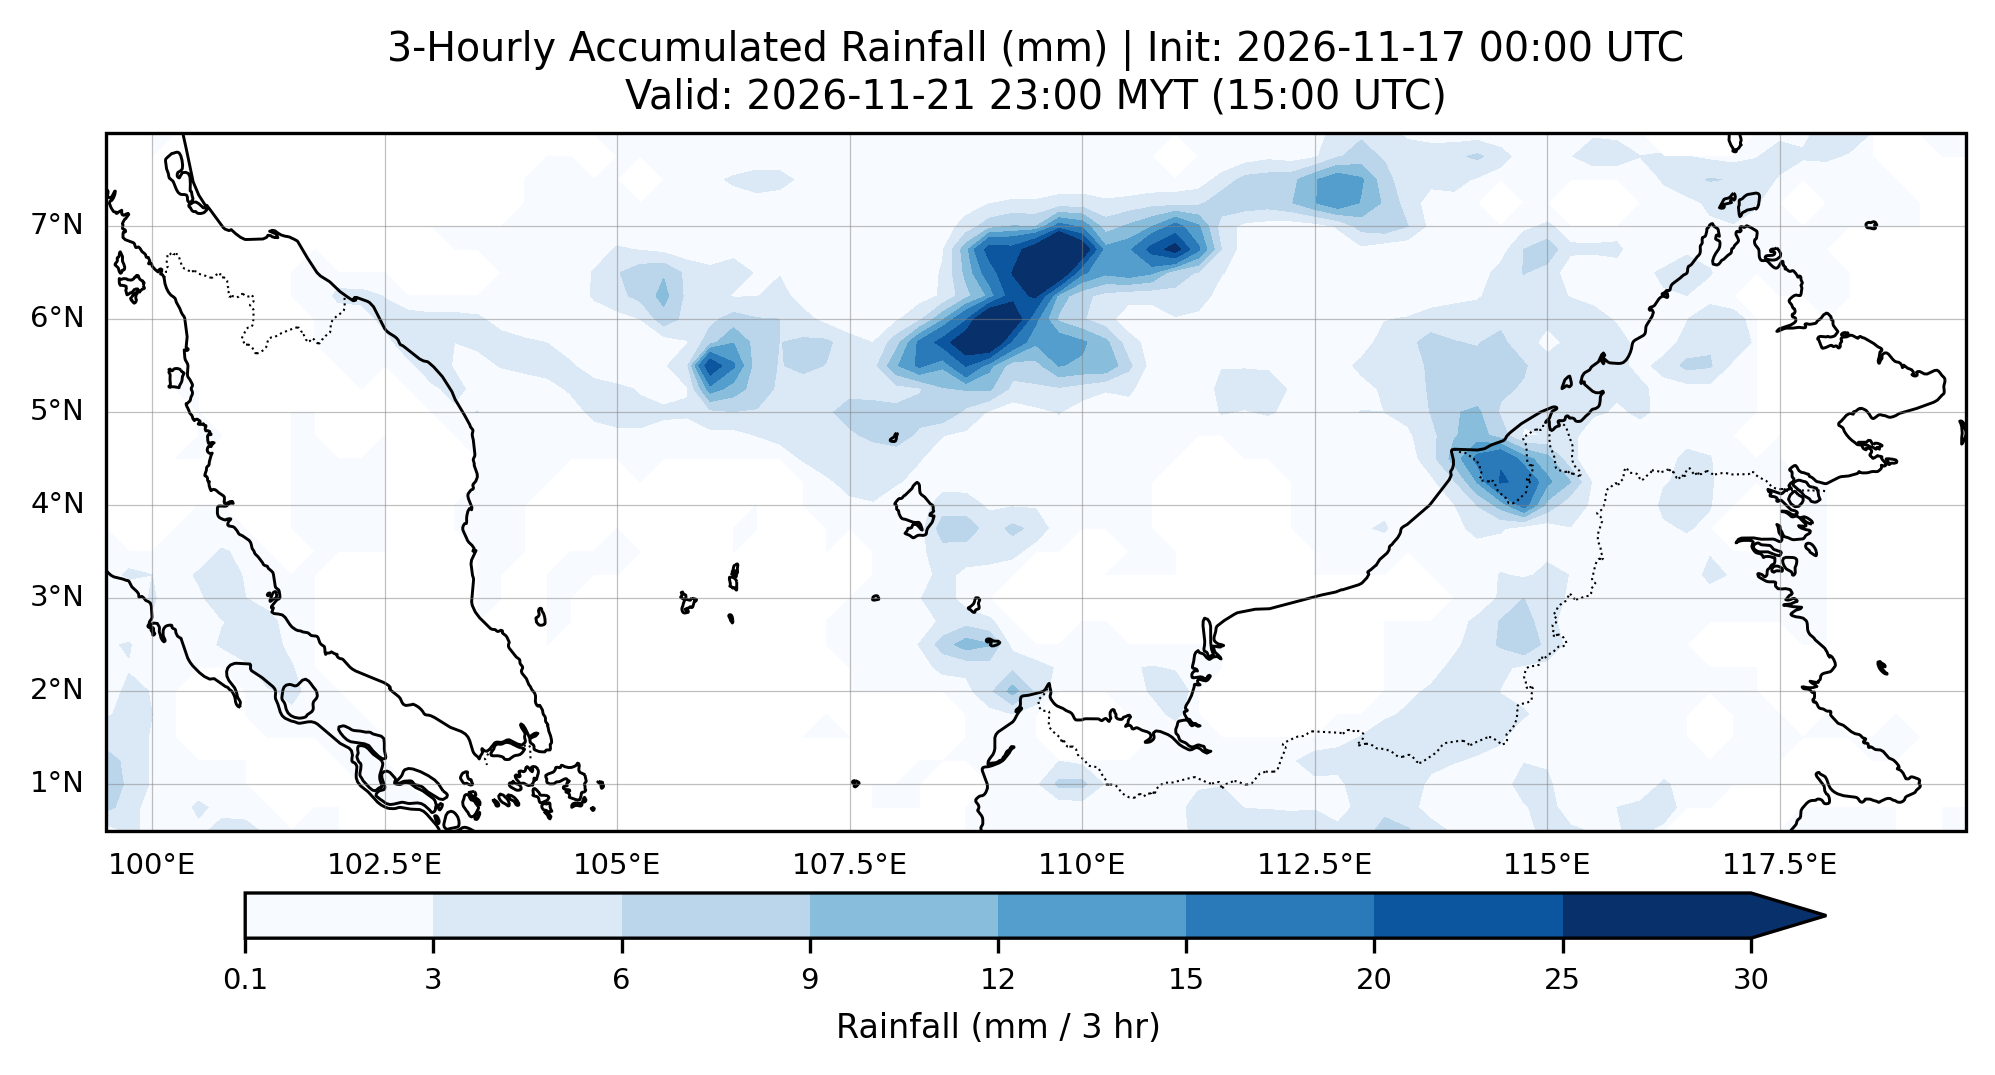 3-Hourly Accumulated Rainfall (mm) | Init: 2026-11-17 00:00 UTC
Valid: 2026-11-21 23:00 MYT (15:00 UTC)
7°N
6°N
5°N
4°N
3°N
2°N
1°N
100°E 102.5°E 105°E 107.5°E 110°E 112.5°E 115°E 117.5°E
0.1 3 6 9 12 15 20 25 30
Rainfall (mm / 3 hr)